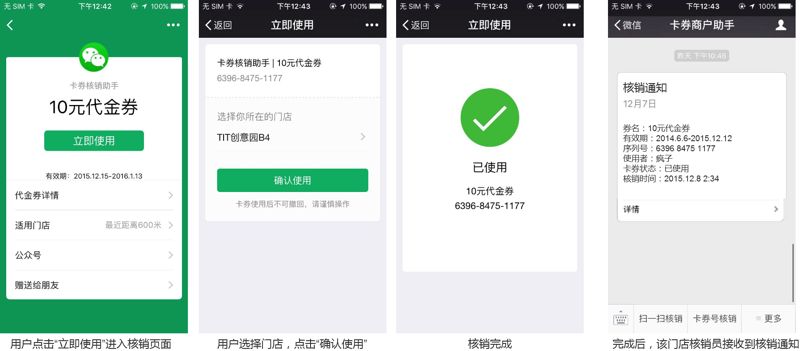 无 SIM 卡 下午12:42 100%
卡券核销助手
10元代金券
立即使用
有效期：2015.12.15-2016.1.13
代金券详情
适用门店 最近距离600米
公众号
赠送给朋友
用户点击“立即使用”进入核销页面
无 SIM 卡 下午12:43 100%
返回 立即使用
卡券核销助手 | 10元代金券
6396-8475-1177
选择你所在的门店
TIT创意园B4
确认使用
卡券使用后不可撤回，请谨慎操作
用户选择门店，点击“确认使用”
无 SIM 卡 下午12:43 100%
返回 立即使用
已使用
10元代金券
6396-8475-1177
核销完成
无 SIM 卡 下午12:43 100%
微信 卡券商户助手
昨天 下午10:46
核销通知
12月7日
券名：10元代金券
有效期：2014.6.6-2015.12.12
序列号：6396 8475 1177
使用者：疯子
卡券状态：已使用
核销时间：2015.12.8 2:34
详情
扫一扫核销 卡券号核销 更多
完成后，该门店核销员接收到核销通知